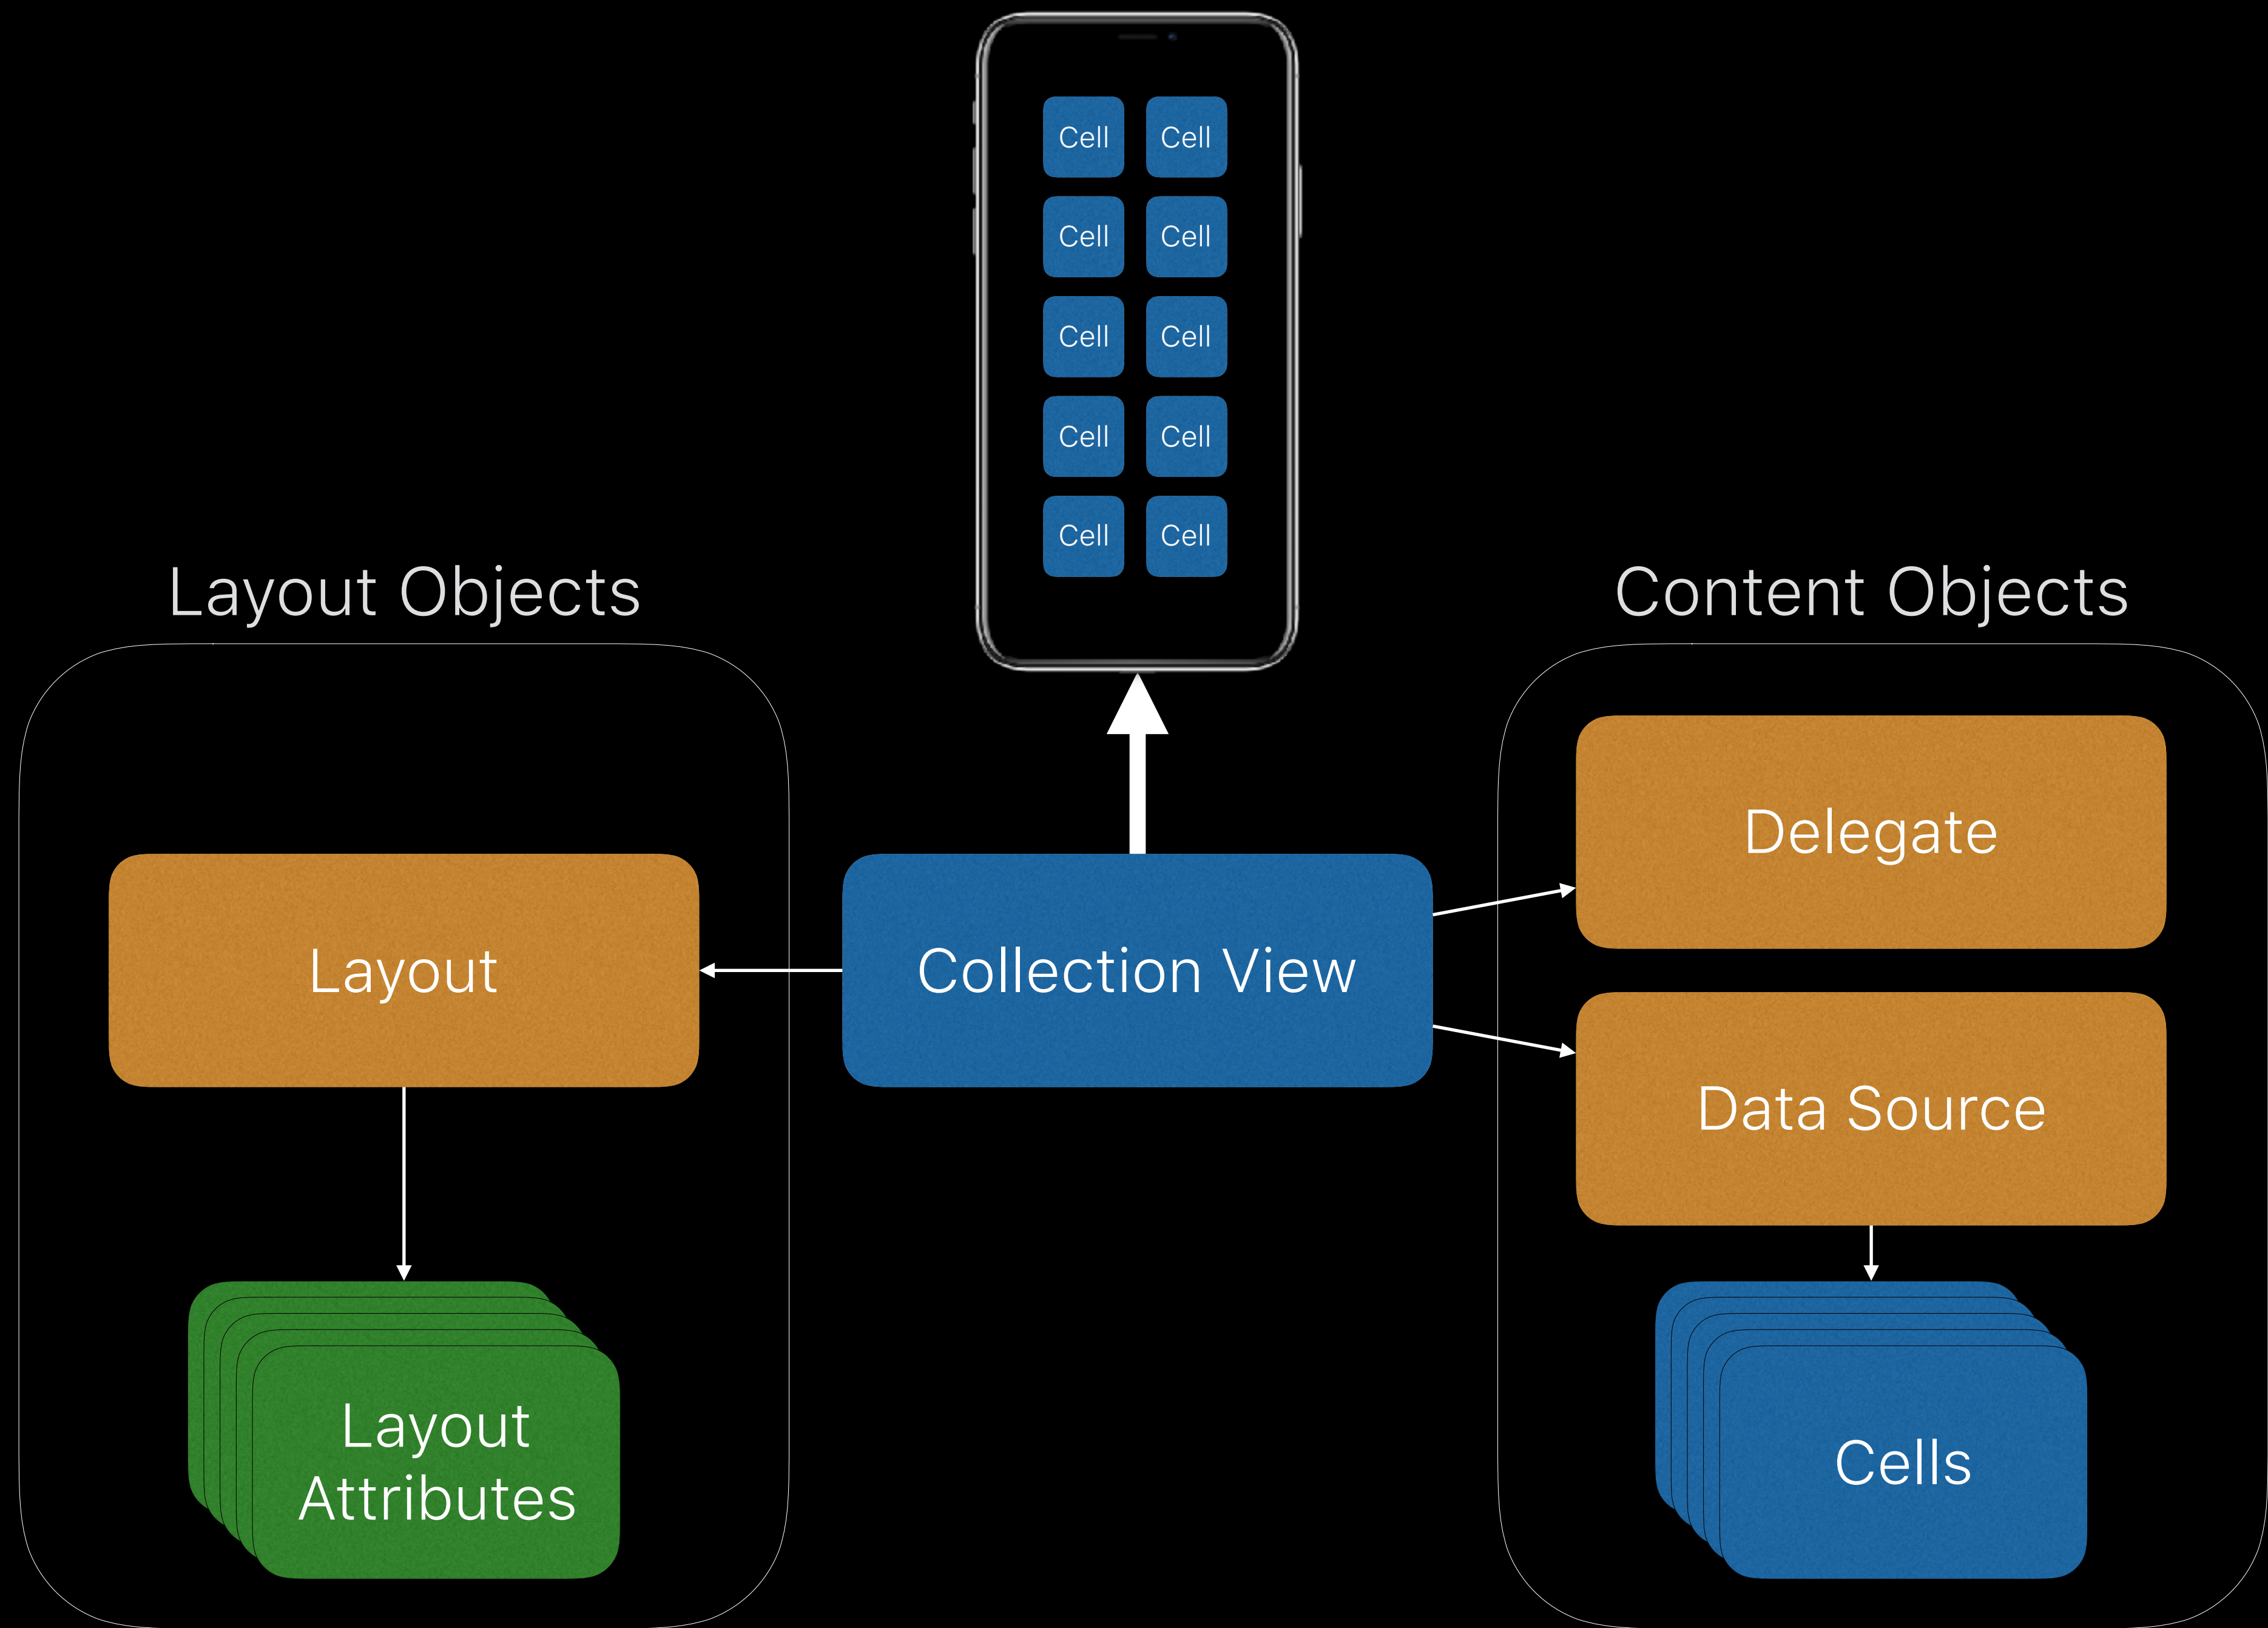 Cell Cell
Cell Cell
Cell Cell
Cell Cell
Cell Cell
Layout Objects
Content Objects
Delegate
Layout
Collection View
Data Source
Layout
Attributes
Cells